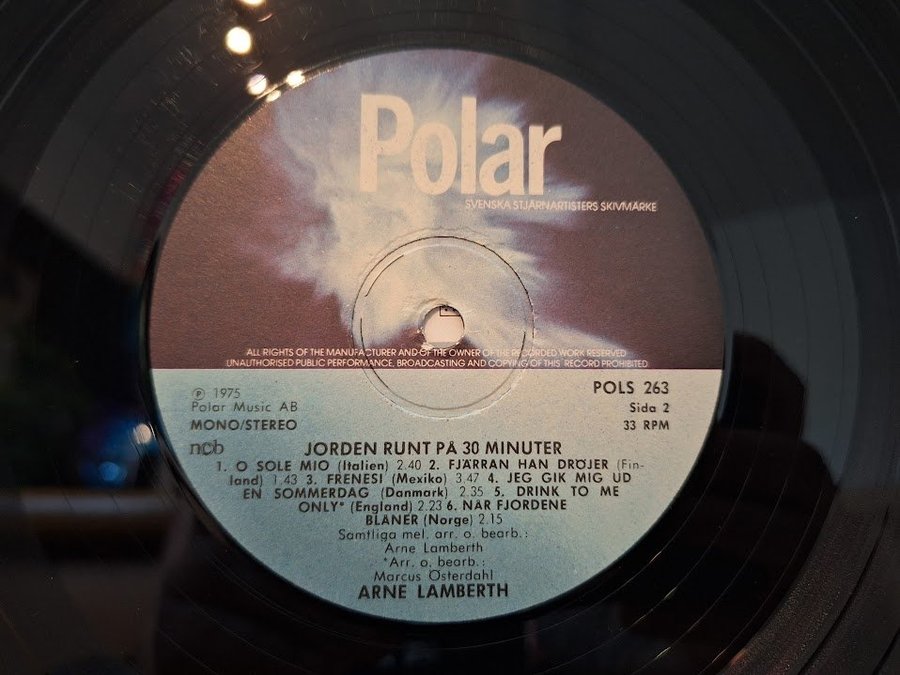 Polar
SVENSKA STJÄRNARTISTERS SKIVMÄRKE
ALL RIGHTS OF THE MANUFACTURER AND OF THE OWNER OF THE RECORDED WORK RESERVED
UNAUTHORISED PUBLIC PERFORMANCE, BROADCASTING AND COPYING OF THIS RECORD PROHIBITED
℗ 1975
Polar Music AB
MONO/STEREO
ncb
POLS 263
Sida 2
33 RPM
JORDEN RUNT PÅ 30 MINUTER
1. O SOLE MIO (Italien) 2.40 2. FJÄRRAN HAN DRÖJER (Fin-
land) 1.43 3. FRENESI (Mexiko) 3.47 4. JEG GIK MIG UD
EN SOMMERDAG (Danmark) 2.35 5. DRINK TO ME
ONLY* (England) 2.23 6. NÄR FJORDENE
BLÅNER (Norge) 2.15
Samtliga mel. arr. o. bearb.:
Arne Lamberth
*Arr. o. bearb.:
Marcus Österdahl
ARNE LAMBERTH